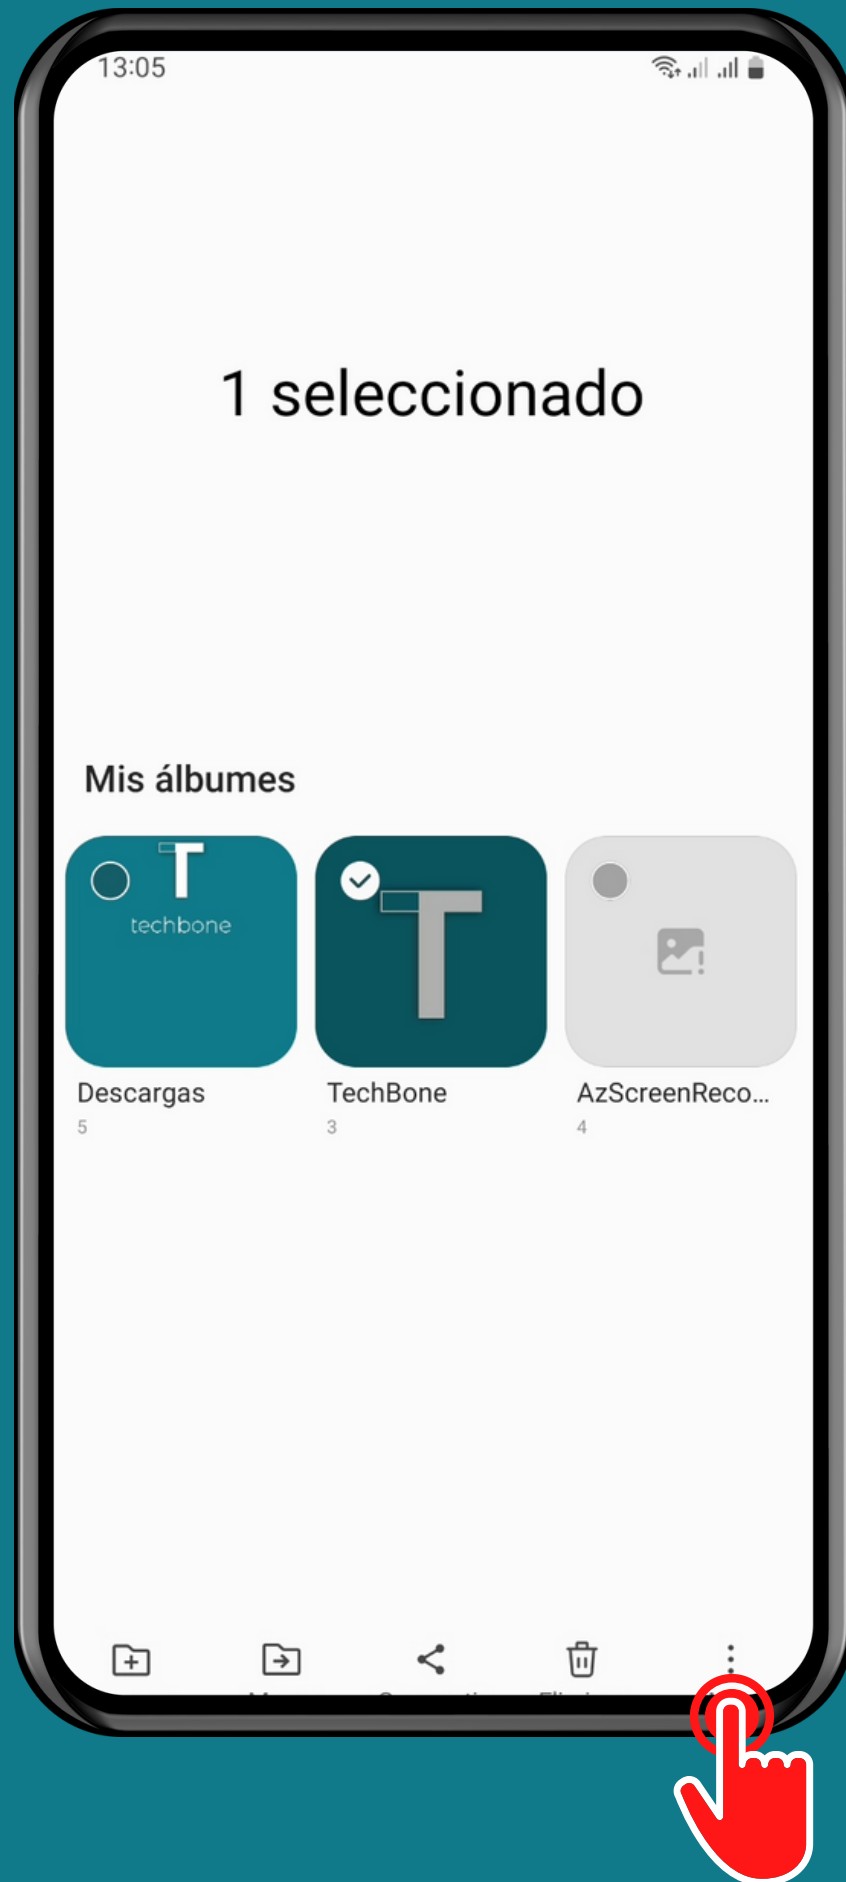 13:05
1 seleccionado
Mis álbumes
T
techbone
T
Descargas
TechBone
AzScreenReco...
5
3
4